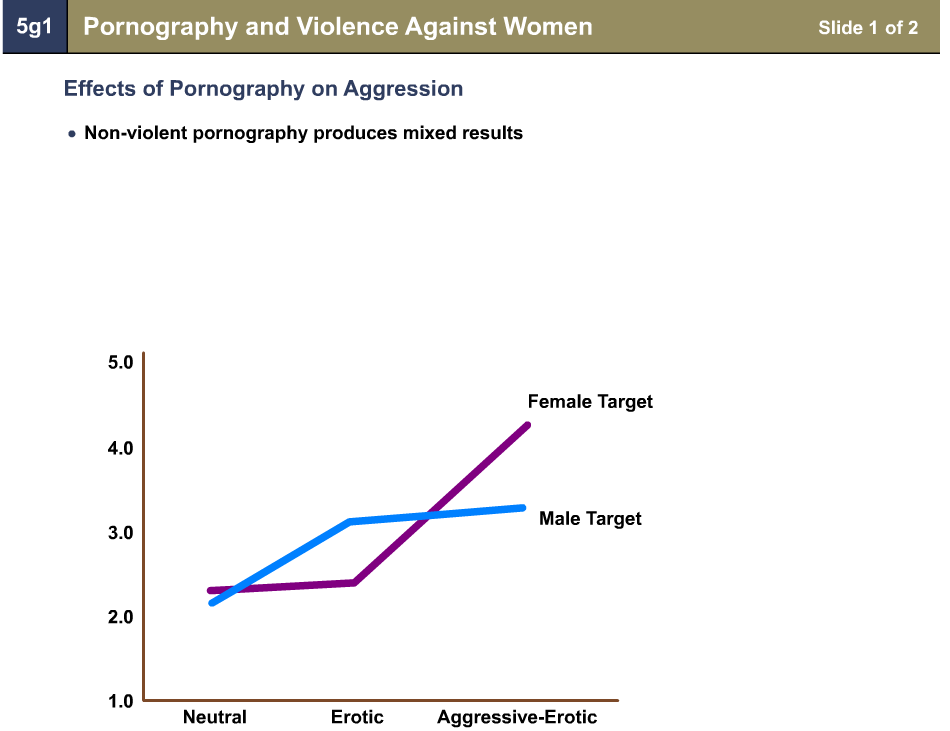 5g1 Pornography and Violence Against Women Slide 1 of 2
Effects of Pornography on Aggression
• Non-violent pornography produces mixed results
5.0
Female Target
4.0
3.0
Male Target
2.0
1.0
Neutral Erotic Aggressive-Erotic